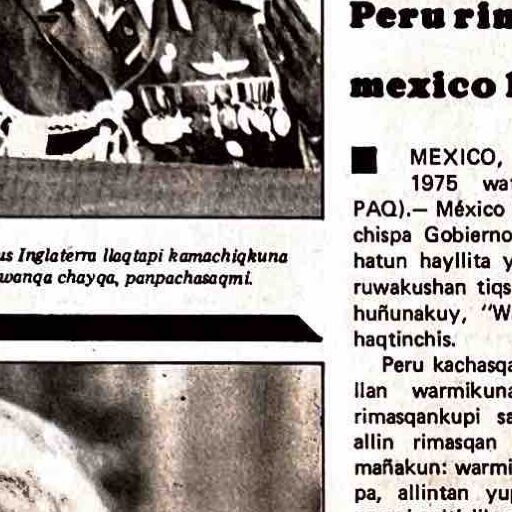 us Inglaterra llaqtapi kamachiqkuna
wanqa chayqa, panpachasaqmi.
Peru rim
mexico
MEXICO,
1975 wat
PAQ).— México
chispa Gobierno
hatun hayllita y
ruwakushan tiqs
huñunakuy, "W
haqtinchis.
Peru kachasqa
llan warmikuna
rimasqankupi sa
allin rimasqan
mañakun: warmi
pa, allintan yup